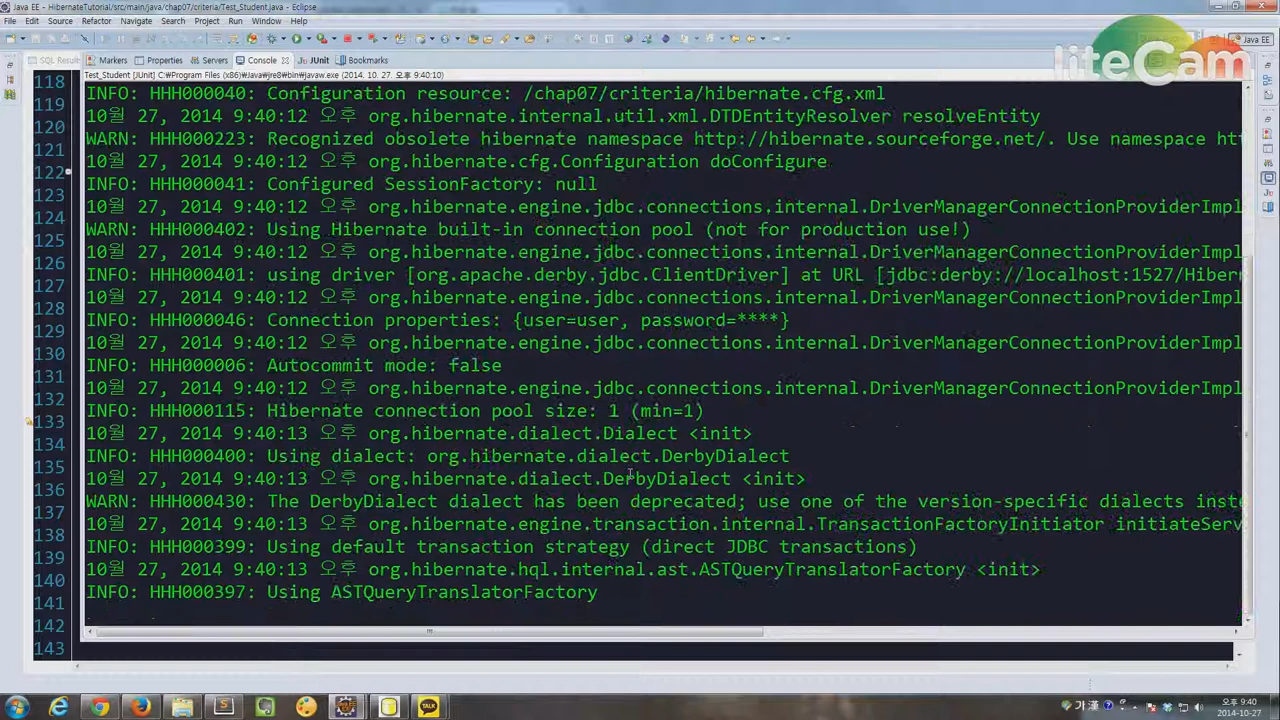 Java EE - HibernateTutorial/src/main/java/chap07/criteria/Test_Student.java - Eclipse
File Edit Source Refactor Navigate Search Project Run Window Help
Java EE
liteCam
SQL Results Markers Properties Servers Console JUnit Bookmarks
Test_Student [JUnit] C:\Program Files (x86)\Java\jre8\bin\javaw.exe (2014. 10. 27. 오후 9:40:10)
118
INFO: HHH000040: Configuration resource: /chap07/criteria/hibernate.cfg.xml
119
10월 27, 2014 9:40:12 오후 org.hibernate.internal.util.xml.DTDEntityResolver resolveEntity
120
WARN: HHH000223: Recognized obsolete hibernate namespace http://hibernate.sourceforge.net/. Use namespace htt
121
10월 27, 2014 9:40:12 오후 org.hibernate.cfg.Configuration doConfigure
122
INFO: HHH000041: Configured SessionFactory: null
123
10월 27, 2014 9:40:12 오후 org.hibernate.engine.jdbc.connections.internal.DriverManagerConnectionProviderImpl
124
WARN: HHH000402: Using Hibernate built-in connection pool (not for production use!)
125
10월 27, 2014 9:40:12 오후 org.hibernate.engine.jdbc.connections.internal.DriverManagerConnectionProviderImpl
126
INFO: HHH000401: using driver [org.apache.derby.jdbc.ClientDriver] at URL [jdbc:derby://localhost:1527/Hibern
127
10월 27, 2014 9:40:12 오후 org.hibernate.engine.jdbc.connections.internal.DriverManagerConnectionProviderImpl
128
INFO: HHH000046: Connection properties: {user=user, password=****}
129
10월 27, 2014 9:40:12 오후 org.hibernate.engine.jdbc.connections.internal.DriverManagerConnectionProviderImpl
130
INFO: HHH000006: Autocommit mode: false
131
10월 27, 2014 9:40:12 오후 org.hibernate.engine.jdbc.connections.internal.DriverManagerConnectionProviderImpl
132
INFO: HHH000115: Hibernate connection pool size: 1 (min=1)
133
10월 27, 2014 9:40:13 오후 org.hibernate.dialect.Dialect <init>
134
INFO: HHH000400: Using dialect: org.hibernate.dialect.DerbyDialect
135
10월 27, 2014 9:40:13 오후 org.hibernate.dialect.DerbyDialect <init>
136
WARN: HHH000430: The DerbyDialect dialect has been deprecated; use one of the version-specific dialects inste
137
10월 27, 2014 9:40:13 오후 org.hibernate.engine.transaction.internal.TransactionFactoryInitiator initiateServ
138
INFO: HHH000399: Using default transaction strategy (direct JDBC transactions)
139
10월 27, 2014 9:40:13 오후 org.hibernate.hql.internal.ast.ASTQueryTranslatorFactory <init>
140
INFO: HHH000397: Using ASTQueryTranslatorFactory
141
142
143
TALK
가 漢
오후 9:40
2014-10-27